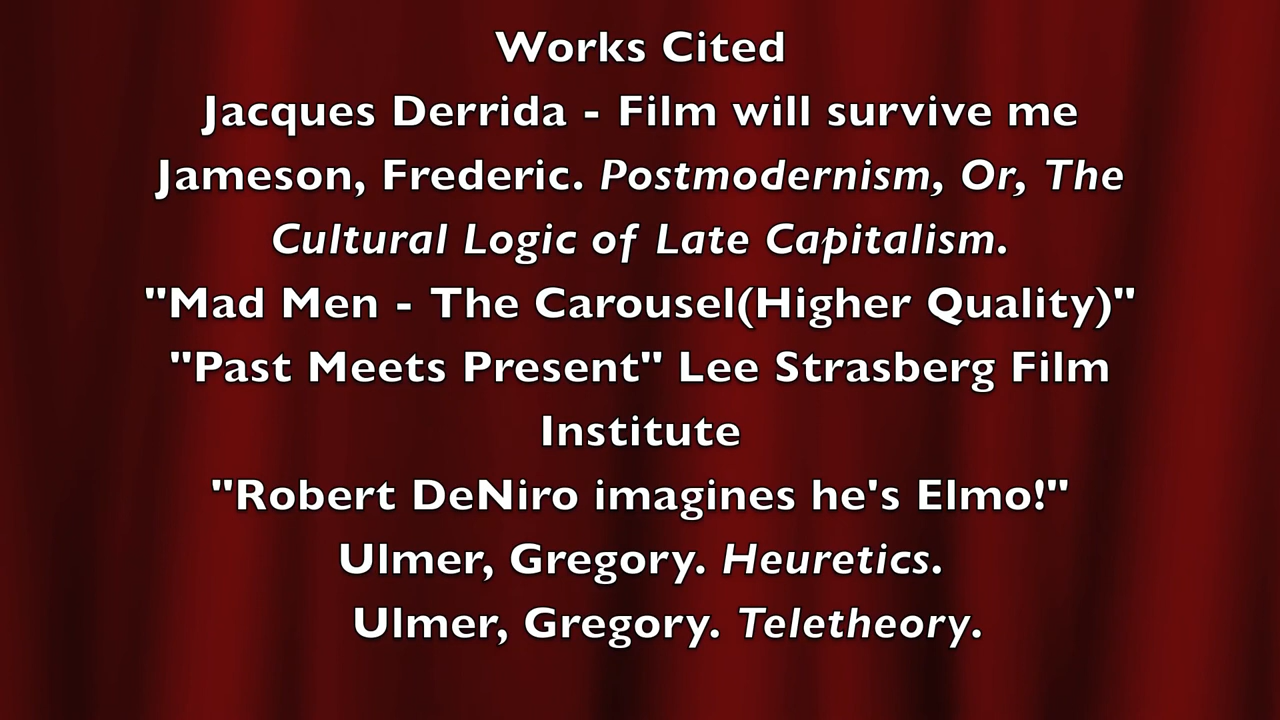 Works Cited
Jacques Derrida - Film will survive me
Jameson, Frederic. Postmodernism, Or, The
Cultural Logic of Late Capitalism.
"Mad Men - The Carousel(Higher Quality)"
"Past Meets Present" Lee Strasberg Film
Institute
"Robert DeNiro imagines he's Elmo!"
Ulmer, Gregory. Heuretics.
Ulmer, Gregory. Teletheory.